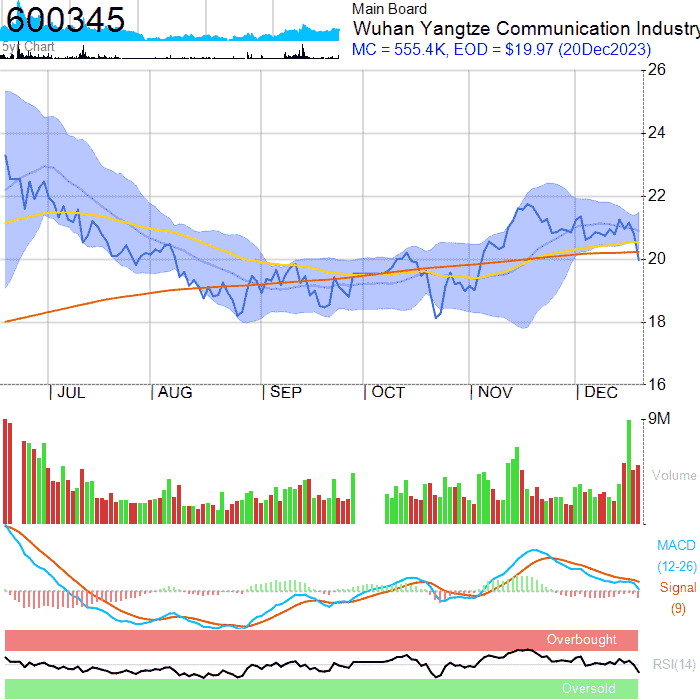 600345
5yr Chart
Main Board
Wuhan Yangtze Communication Industry
MC = 555.4K, EOD = $19.97 (20Dec2023)
26
24
22
20
18
16
JUL AUG SEP OCT NOV DEC
9M
Volume
MACD
(12-26)
Signal
(9)
Overbought
RSI(14)
Oversold